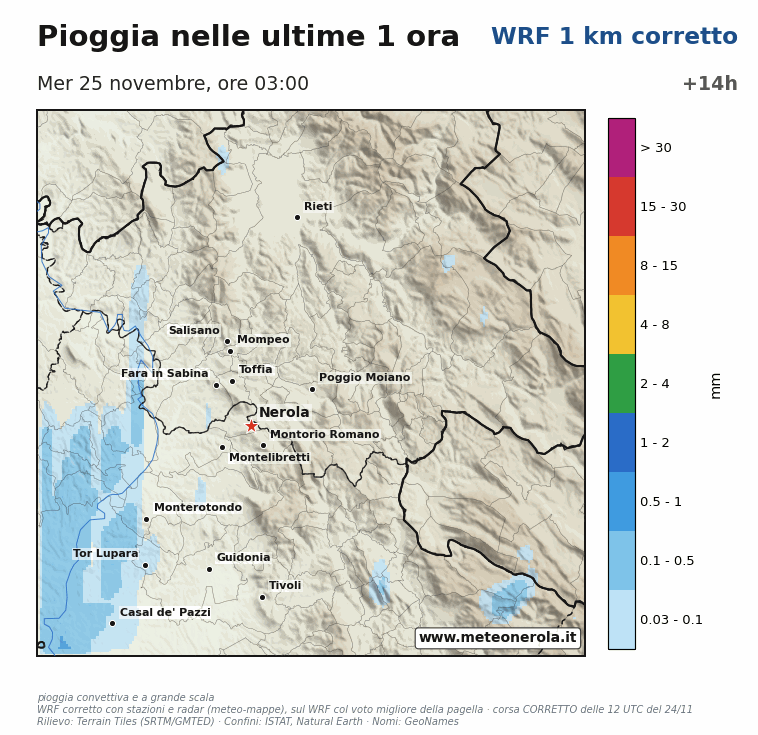 Pioggia nelle ultime 1 ora
WRF 1 km corretto
Mer 25 novembre, ore 03:00
+14h
> 30
15 - 30
8 - 15
4 - 8
2 - 4
1 - 2
0.5 - 1
0.1 - 0.5
0.03 - 0.1
mm
Rieti
Salisano
Mompeo
Toffia
Fara in Sabina
Poggio Moiano
Nerola
Montorio Romano
Montelibretti
Monterotondo
Tor Lupara
Guidonia
Tivoli
Casal de' Pazzi
www.meteonerola.it
pioggia convettiva e a grande scala
WRF corretto con stazioni e radar (meteo-mappe), sul WRF col voto migliore della pagella · corsa CORRETTO delle 12 UTC del 24/11
Rilievo: Terrain Tiles (SRTM/GMTED) · Confini: ISTAT, Natural Earth · Nomi: GeoNames